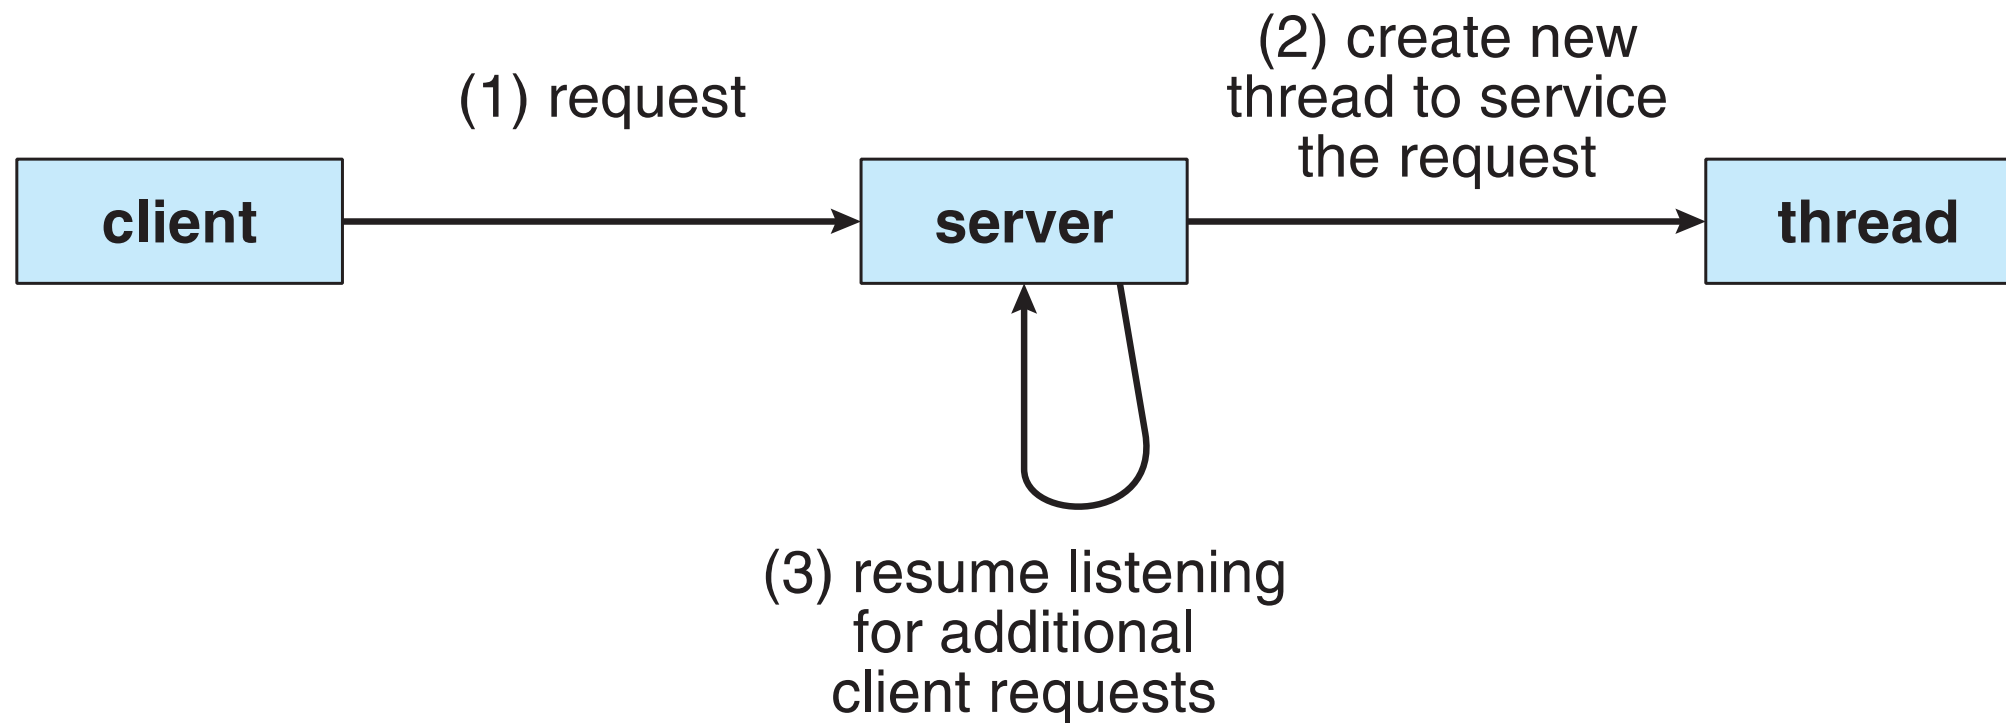 (1) request
(2) create new
thread to service
the request
client
server
thread
(3) resume listening
for additional
client requests